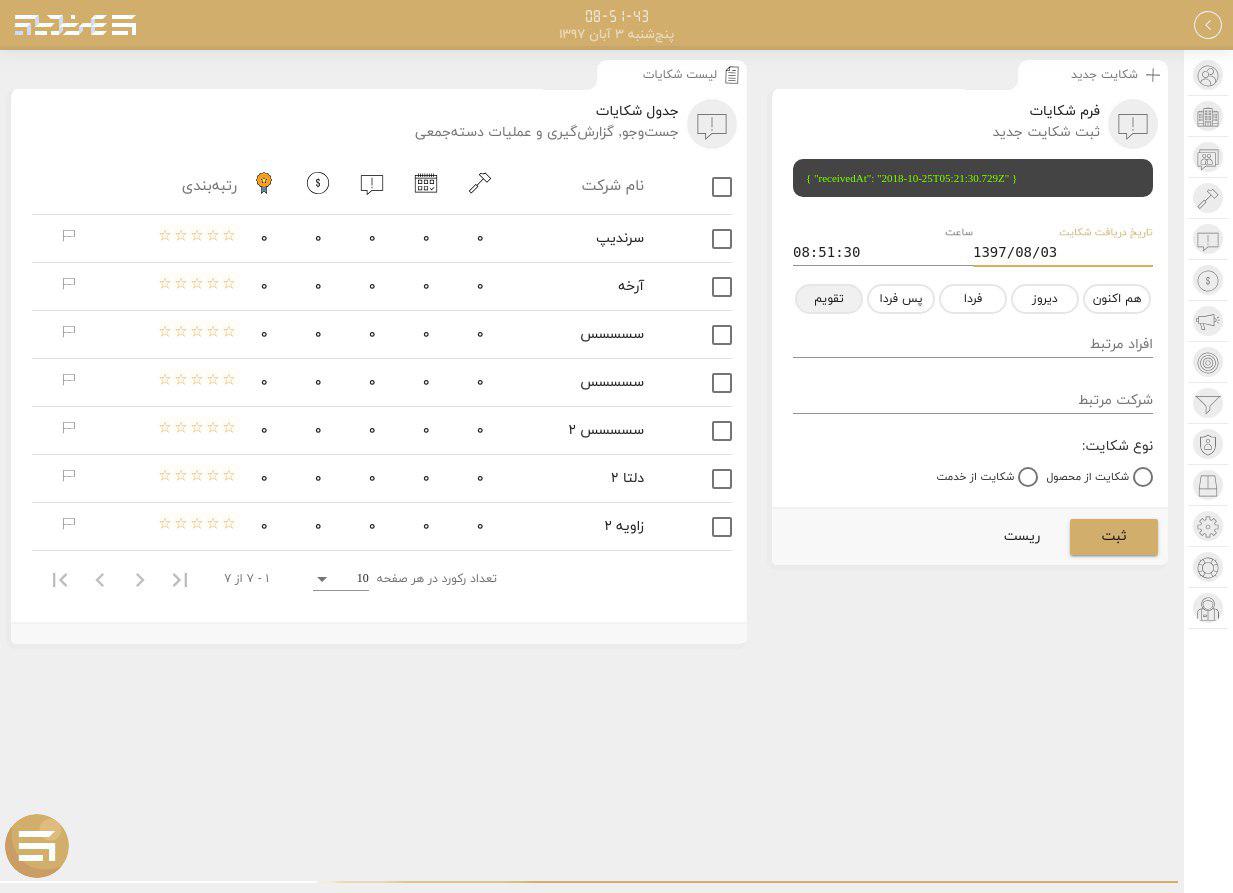 08-51-43
پنج‌شنبه ۳ آبان ۱۳۹۷
شکایت جدید
فرم شکایات
ثبت شکایت جدید
{ "receivedAt": "2018-10-25T05:21:30.729Z" }
تاریخ دریافت شکایت ساعت
1397/08/03 08:51:30
هم اکنون دیروز فردا پس فردا تقویم
افراد مرتبط
شرکت مرتبط
نوع شکایت:
شکایت از محصول شکایت از خدمت
ثبت ریست
لیست شکایات
جدول شکایات
جست‌وجو, گزارش‌گیری و عملیات دسته‌جمعی
نام شرکت رتبه‌بندی
سرندیپ ۰ ۰ ۰ ۰ ۰
آرخه ۰ ۰ ۰ ۰ ۰
سسسسس ۰ ۰ ۰ ۰ ۰
سسسسس ۰ ۰ ۰ ۰ ۰
سسسسس ۲ ۰ ۰ ۰ ۰ ۰
دلتا ۲ ۰ ۰ ۰ ۰ ۰
زاویه ۲ ۰ ۰ ۰ ۰ ۰
تعداد رکورد در هر صفحه 10 ۱ - ۷ از ۷